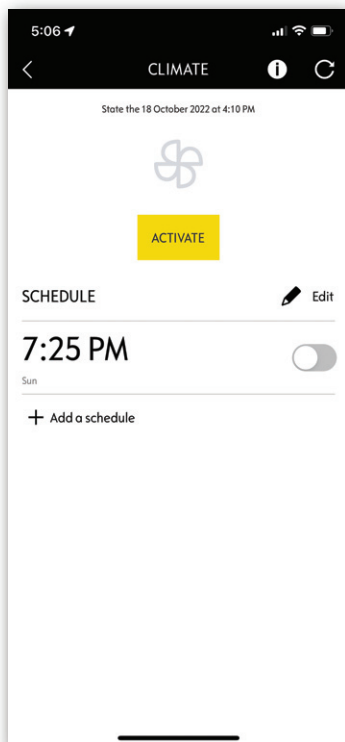 5:06
CLIMATE
State the 18 October 2022 at 4:10 PM
ACTIVATE
SCHEDULE
Edit
7:25 PM
Sun
+ Add a schedule